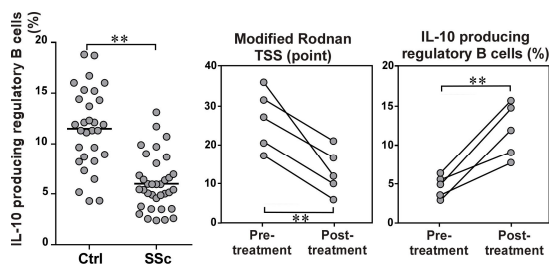 IL-10 producing regulatory B cells
(%)
20
15
10
5
0
**
Ctrl
SSc
Modified Rodnan
TSS (point)
40
30
20
10
0
**
Pre-
treatment
Post-
treatment
IL-10 producing
regulatory B cells (%)
20
15
10
5
0
**
Pre-
treatment
Post-
treatment